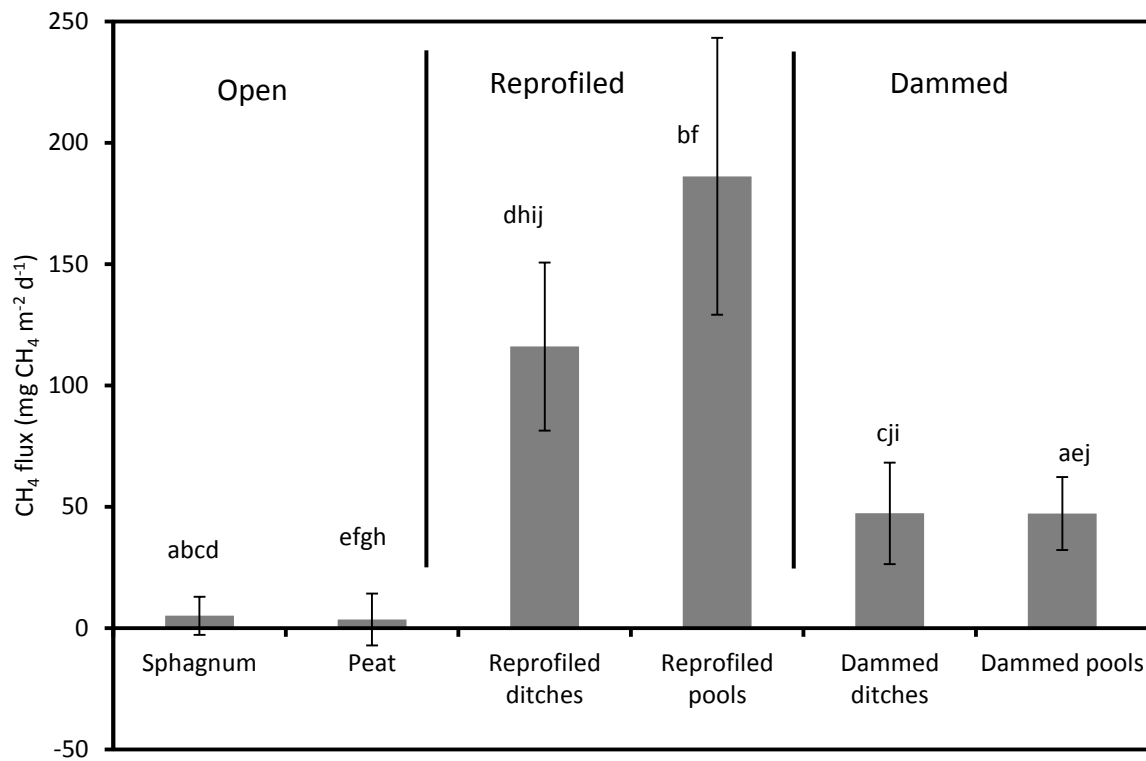 250
200
150
100
50
0
-50
CH₄ flux (mg CH₄ m⁻² d⁻¹)
Open
Reprofiled
Dammed
abcd
efgh
dhij
bf
cji
aej
Sphagnum
Peat
Reprofiled
ditches
Reprofiled
pools
Dammed
ditches
Dammed pools